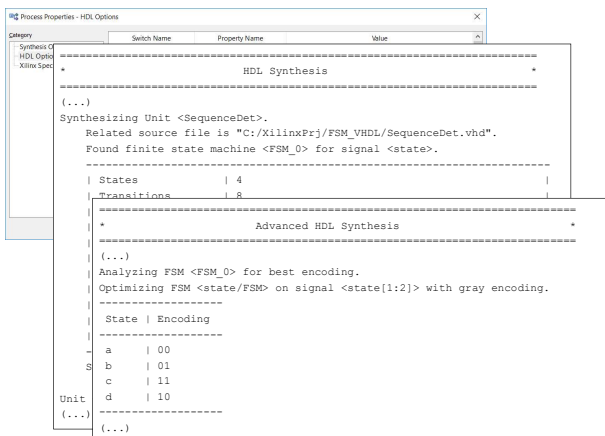 Process Properties - HDL Options
Category
Switch Name Property Name Value
Synthesis O
HDL Optio
Xilinx Spec
=========================================================================
* HDL Synthesis *
=========================================================================
(...)
Synthesizing Unit <SequenceDet>.
Related source file is "C:/XilinxPrj/FSM_VHDL/SequenceDet.vhd".
Found finite state machine <FSM_0> for signal <state>.
-----------------------------------------------------------------------
| States | 4 |
| Transitions | 8 |
Unit
(...)
=========================================================================
* Advanced HDL Synthesis *
=========================================================================
(...)
Analyzing FSM <FSM_0> for best encoding.
Optimizing FSM <state/FSM> on signal <state[1:2]> with gray encoding.
-------------------
State | Encoding
-------------------
a | 00
b | 01
c | 11
d | 10
-------------------
(...)